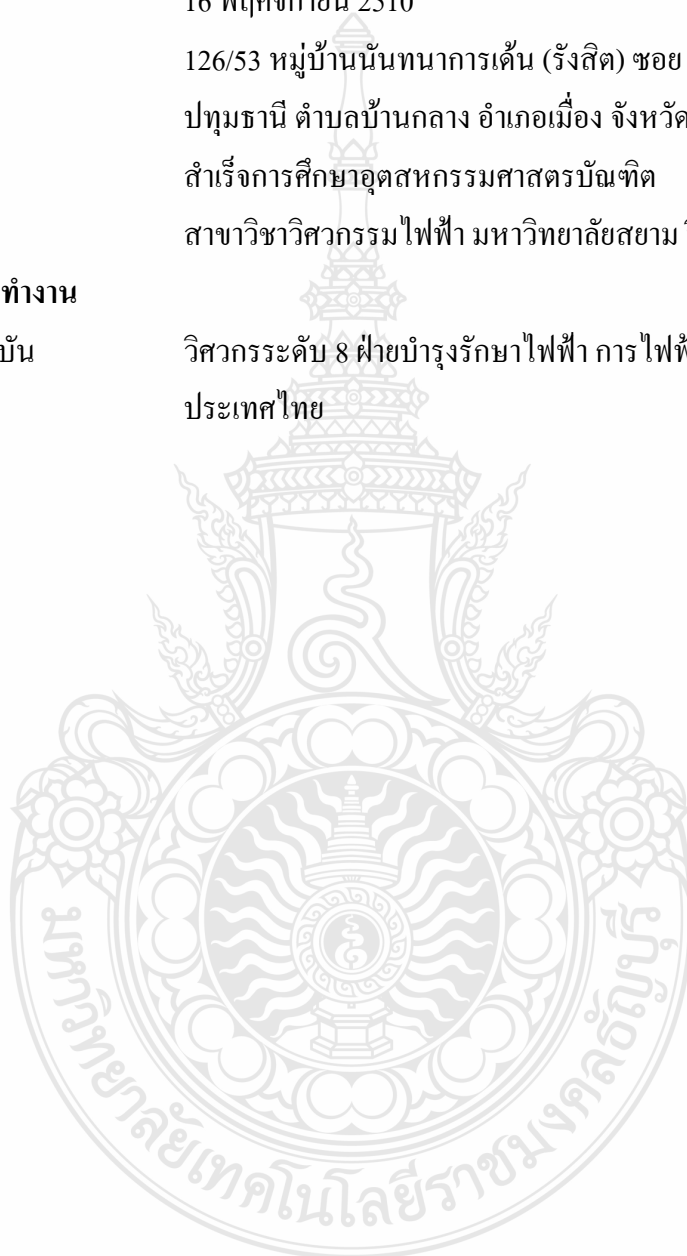 16 พฤศจิกายน 2510
126/53 หมู่บ้านนันทนาการเด้น (รังสิต) ซอย
ปทุมธานี ตำบลบ้านกลาง อำเภอเมื่อง จังหวัด
สำเร็จการศึกษาอุตสหกรรมศาสตรบัณฑิต
สาขาวิชาวิศวกรรมไฟฟ้า มหาวิทยาลัยสยาม
ทำงาน
บัน วิศวกรระดับ 8 ฝ่ายบำรุงรักษาไฟฟ้า การไฟฟ้
ประเทศไทย
มหาวิทยาลัยเทคโนโลยีราชมงคลธัญบุรี